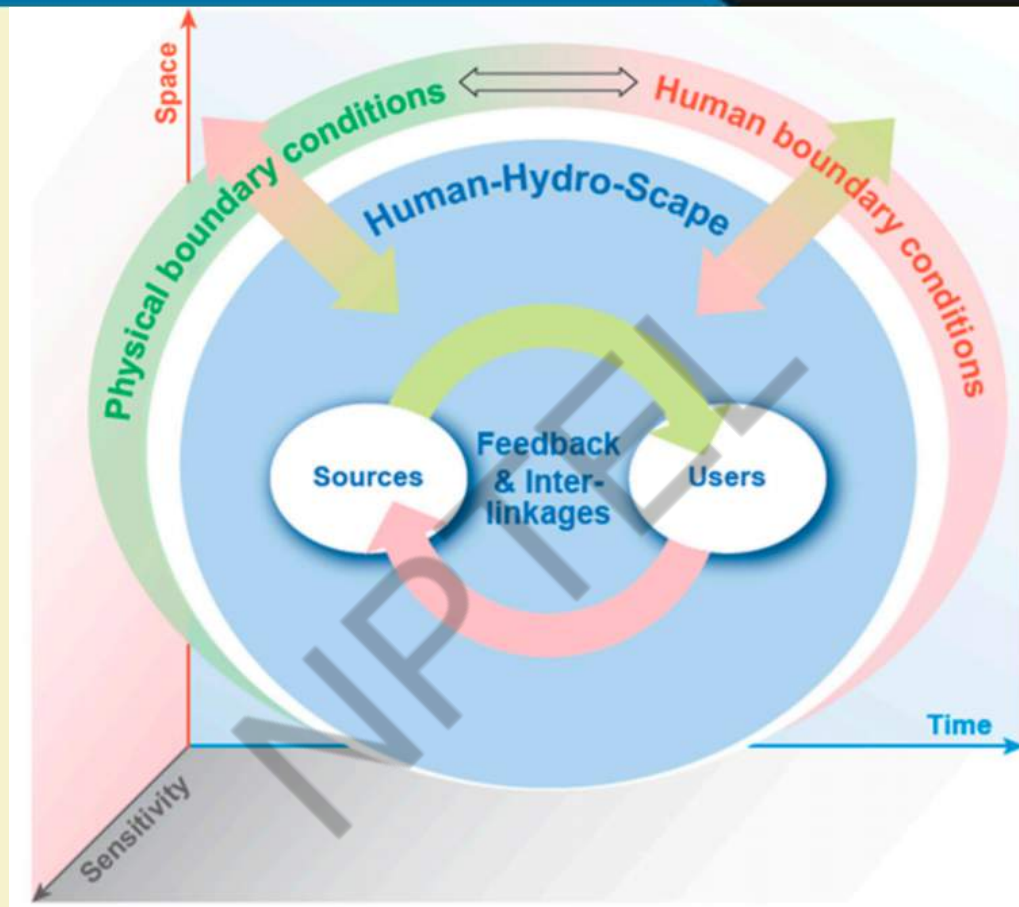 Space
Physical boundary conditions
Human boundary conditions
Human-Hydro-Scape
Sources
Feedback
& Inter-
linkages
Users
Time
Sensitivity
NPTEL